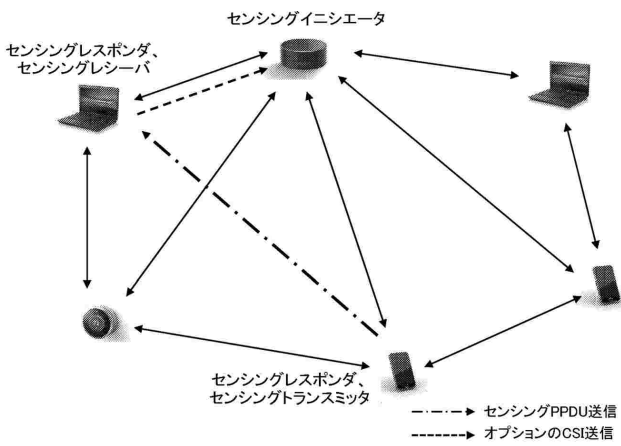 センシングイニシエータ
センシングレスポンダ、
センシングレシーバ
センシングレスポンダ、
センシングトランスミッタ
センシングPPDU送信
オプションのCSI送信